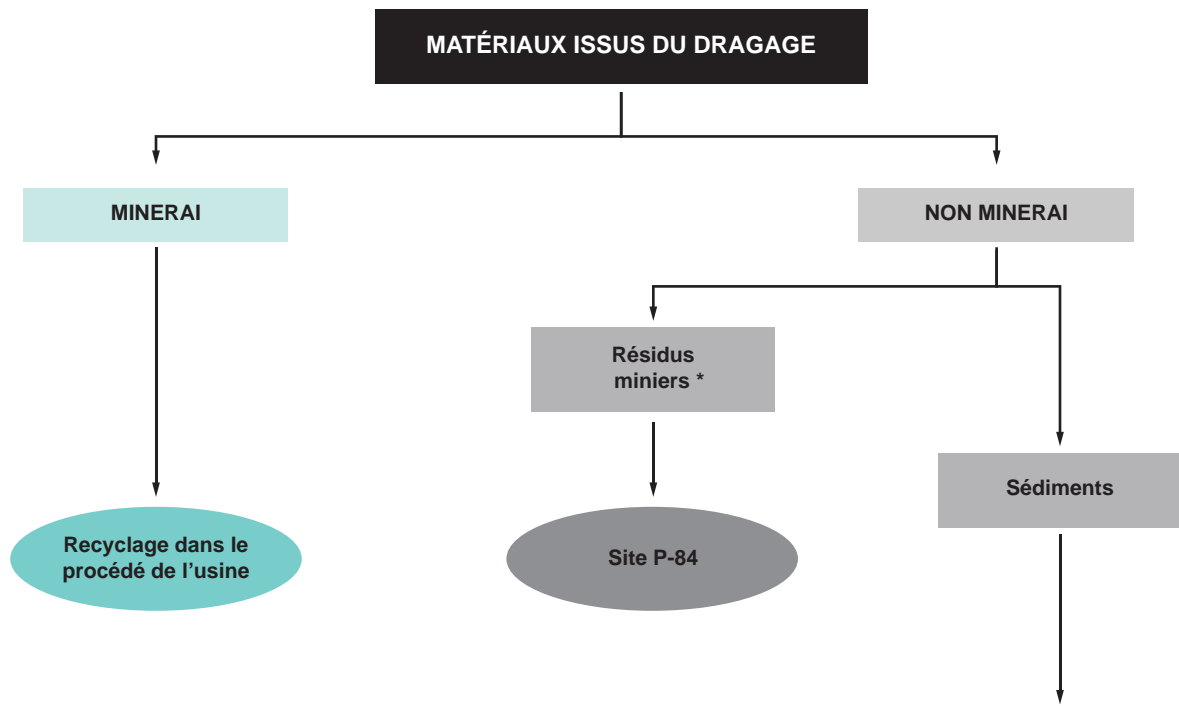 MATÉRIAUX ISSUS DU DRAGAGE
MINERAI
NON MINERAI
Résidus
miniers *
Sédiments
Recyclage dans le
procédé de l’usine
Site P-84